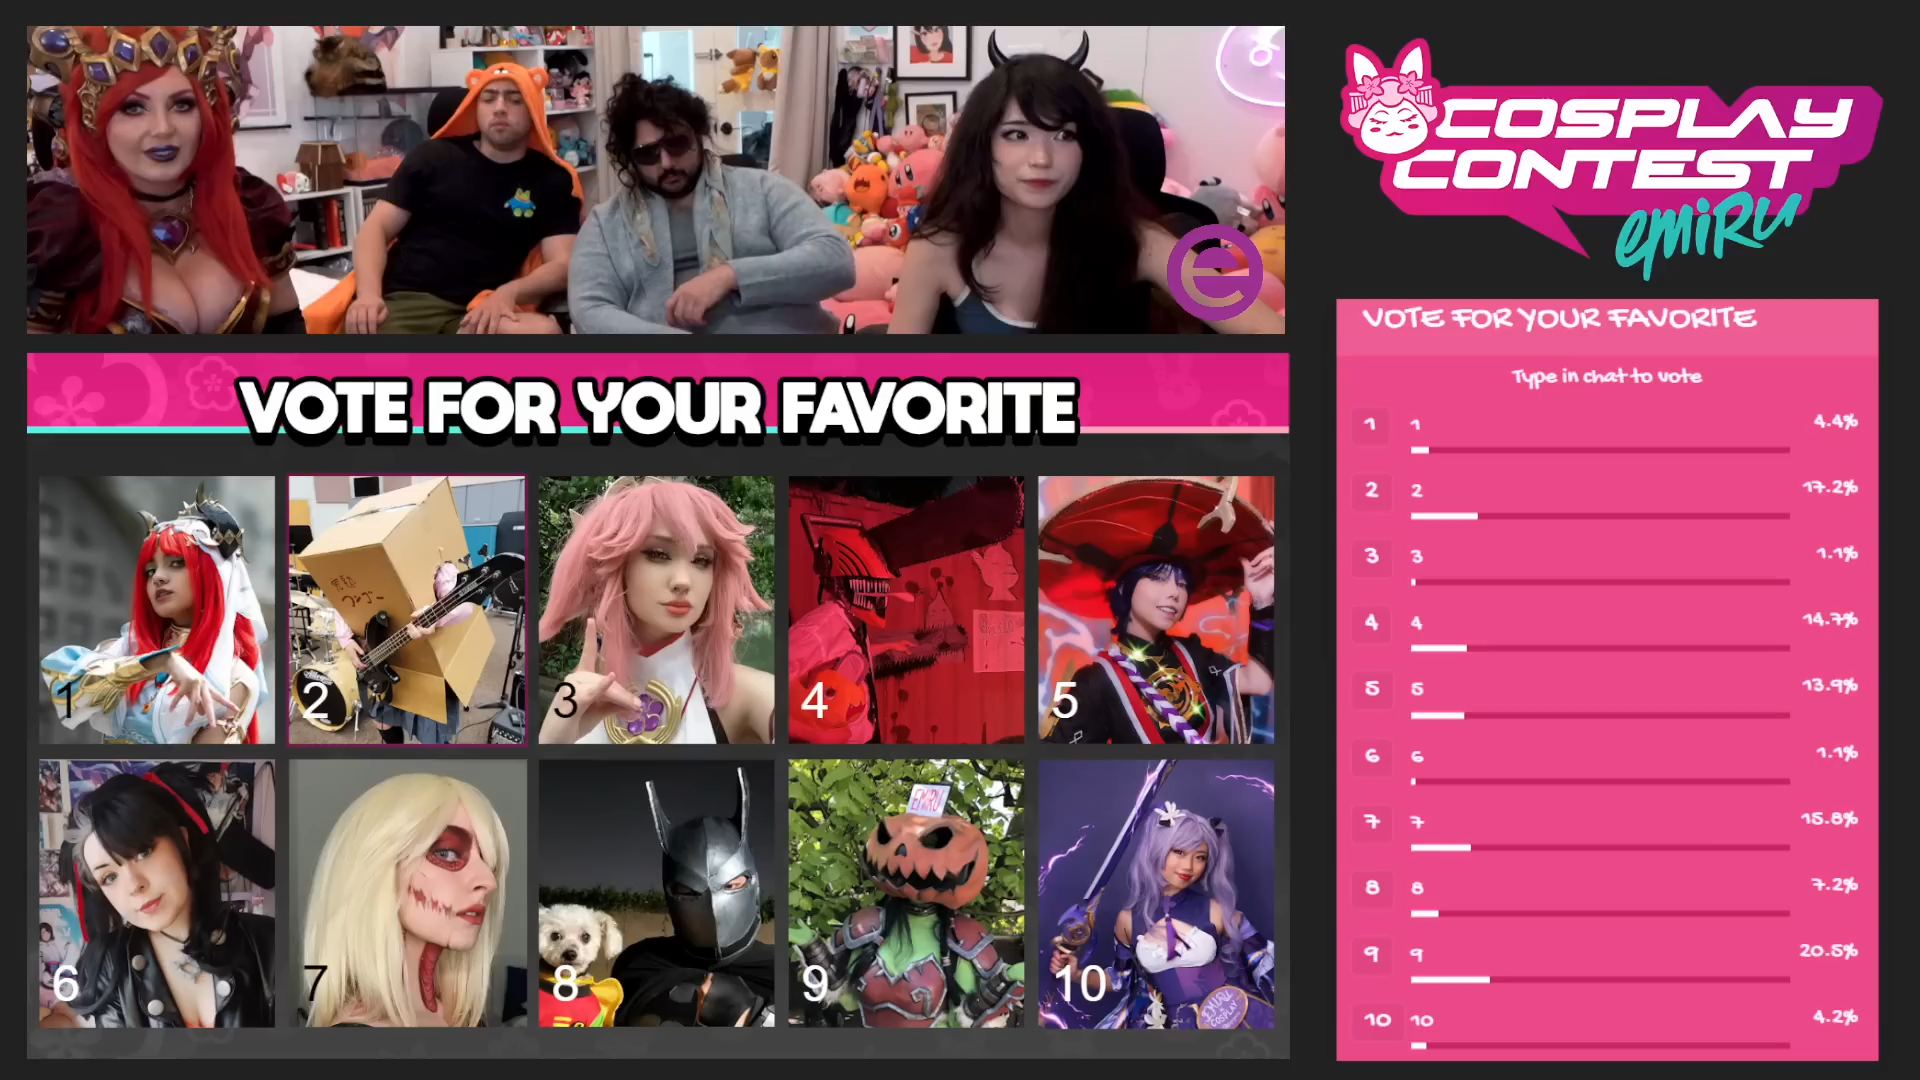 COSPLAY
CONTEST
emiru
e
VOTE FOR YOUR FAVORITE
1
2
3
4
5
6
7
8
9
EMIRU
10
EMIRU
COSPLAY
VOTE FOR YOUR FAVORITE
Type in chat to vote
1 1 4.4%
2 2 17.2%
3 3 1.1%
4 4 14.7%
5 5 13.9%
6 6 1.1%
7 7 15.8%
8 8 7.2%
9 9 20.5%
10 10 4.2%